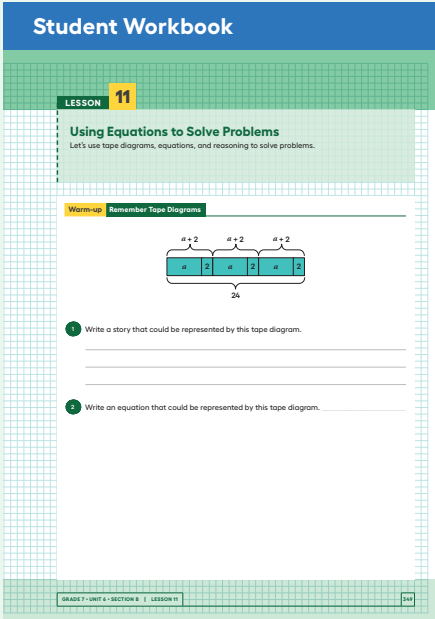 Student Workbook
LESSON 11
Using Equations to Solve Problems
Let's use tape diagrams, equations, and reasoning to solve problems.
Warm-up Remember Tape Diagrams
a + 2 a + 2 a + 2
a 2 a 2 a 2
24
1 Write a story that could be represented by this tape diagram.
2 Write an equation that could be represented by this tape diagram.
GRADE 7 • UNIT 6 • SECTION B | LESSON 11 349